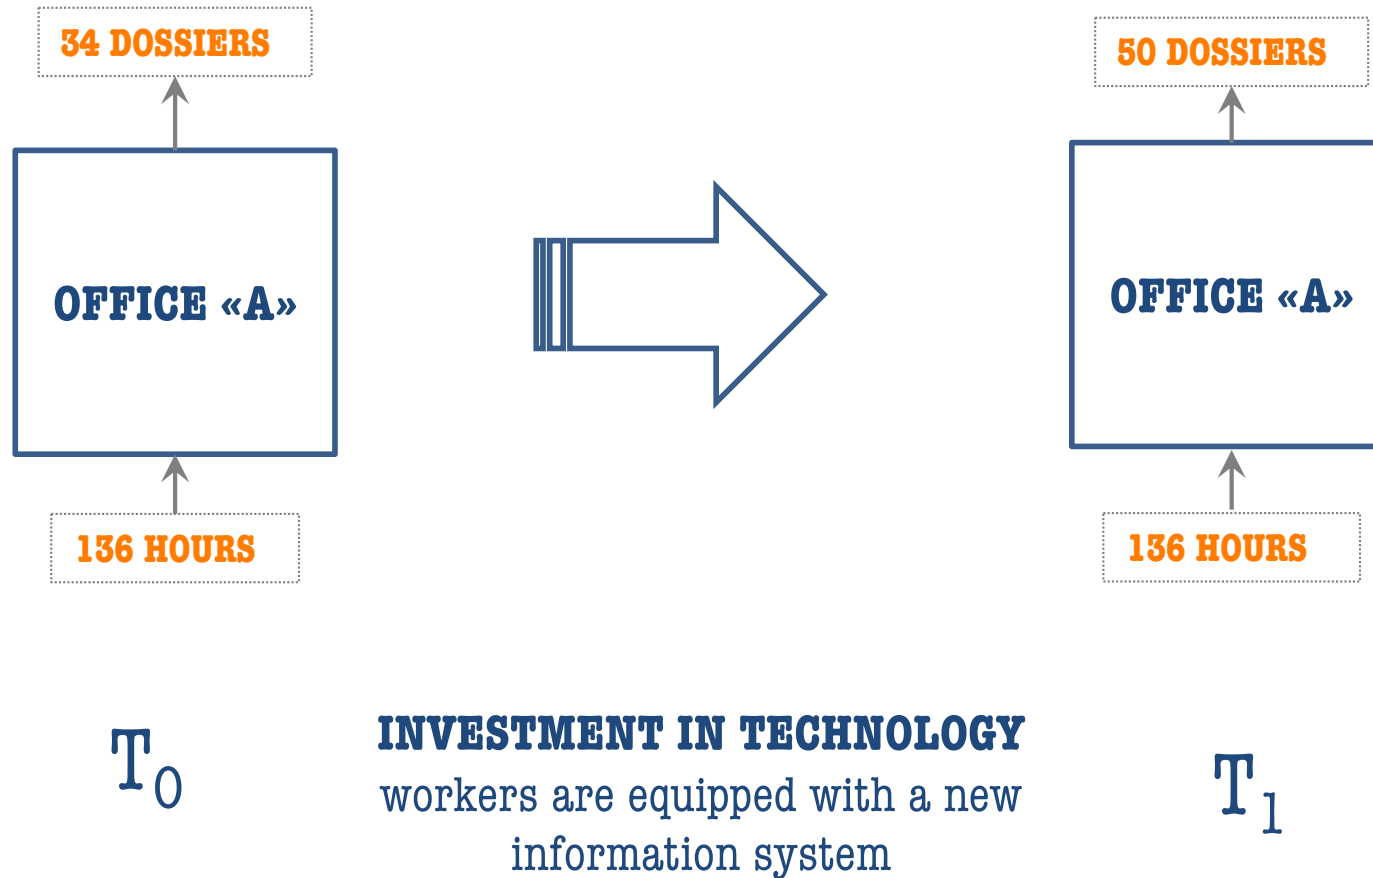 34 DOSSIERS
50 DOSSIERS
OFFICE «A»
OFFICE «A»
136 HOURS
136 HOURS
T0
INVESTMENT IN TECHNOLOGY
workers are equipped with a new
information system
T1